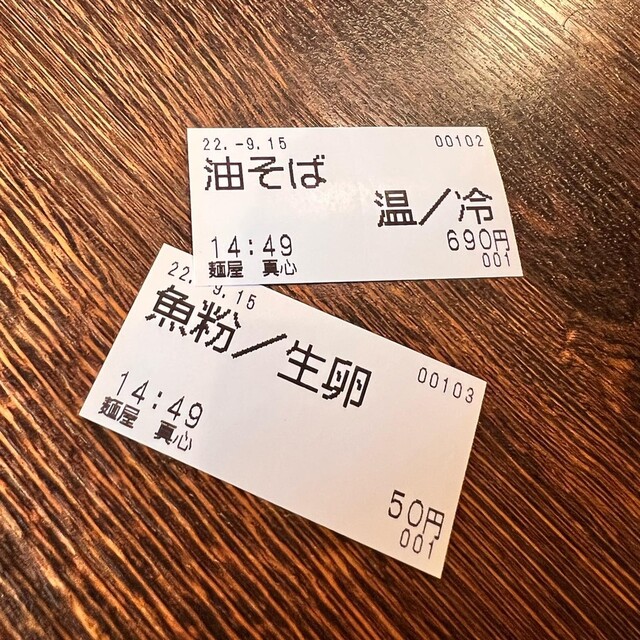 22.-9.15 00102
油そば
温/冷
14:49 690円
麺屋 真心 001
22.-9.15
魚粉/生卵 00103
14:49
麺屋 真心
50円
001